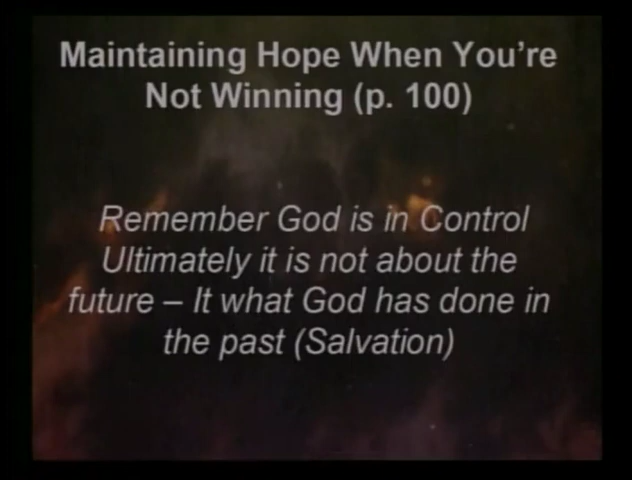 Maintaining Hope When You're
Not Winning (p. 100)
Remember God is in Control
Ultimately it is not about the
future – It what God has done in
the past (Salvation)